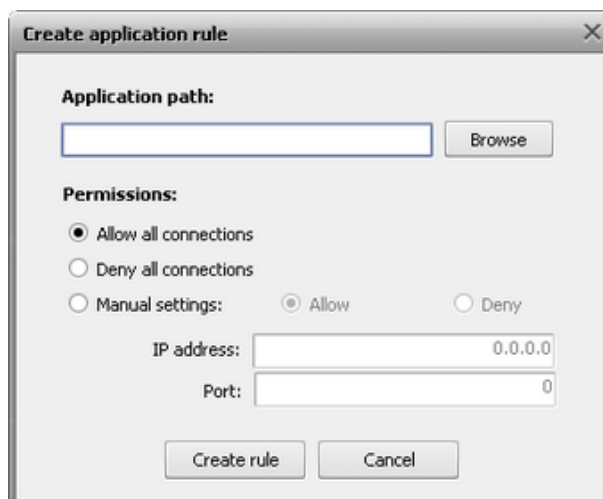 Create application rule
Application path:
Browse
Permissions:
Allow all connections
Deny all connections
Manual settings: Allow Deny
IP address: 0.0.0.0
Port: 0
Create rule Cancel